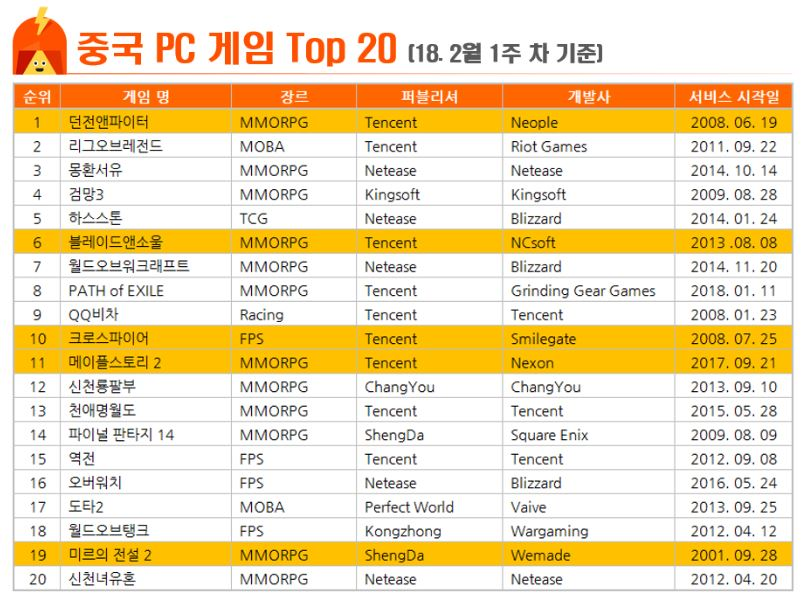 중국 PC 게임 Top 20 (18. 2월 1주 차 기준)
순위 게임 명 장르 퍼블리셔 개발사 서비스 시작일
1 던전앤파이터 MMORPG Tencent Neople 2008. 06. 19
2 리그오브레전드 MOBA Tencent Riot Games 2011. 09. 22
3 몽환서유 MMORPG Netease Netease 2014. 10. 14
4 검망3 MMORPG Kingsoft Kingsoft 2009. 08. 28
5 하스스톤 TCG Netease Blizzard 2014. 01. 24
6 블레이드앤소울 MMORPG Tencent NCsoft 2013 .08. 08
7 월드오브워크래프트 MMORPG Netease Blizzard 2014. 11. 20
8 PATH of EXILE MMORPG Tencent Grinding Gear Games 2018. 01. 11
9 QQ비차 Racing Tencent Tencent 2008. 01. 23
10 크로스파이어 FPS Tencent Smilegate 2008. 07. 25
11 메이플스토리 2 MMORPG Tencent Nexon 2017. 09. 21
12 신천룡팔부 MMORPG ChangYou ChangYou 2013. 09. 10
13 천애명월도 MMORPG Tencent Tencent 2015. 05. 28
14 파이널 판타지 14 MMORPG ShengDa Square Enix 2009. 08. 09
15 역전 FPS Tencent Tencent 2012. 09. 08
16 오버워치 FPS Netease Blizzard 2016. 05. 24
17 도타2 MOBA Perfect World Vaive 2013. 09. 25
18 월드오브탱크 FPS Kongzhong Wargaming 2012. 04. 12
19 미르의 전설 2 MMORPG ShengDa Wemade 2001. 09. 28
20 신천녀유혼 MMORPG Netease Netease 2012. 04. 20